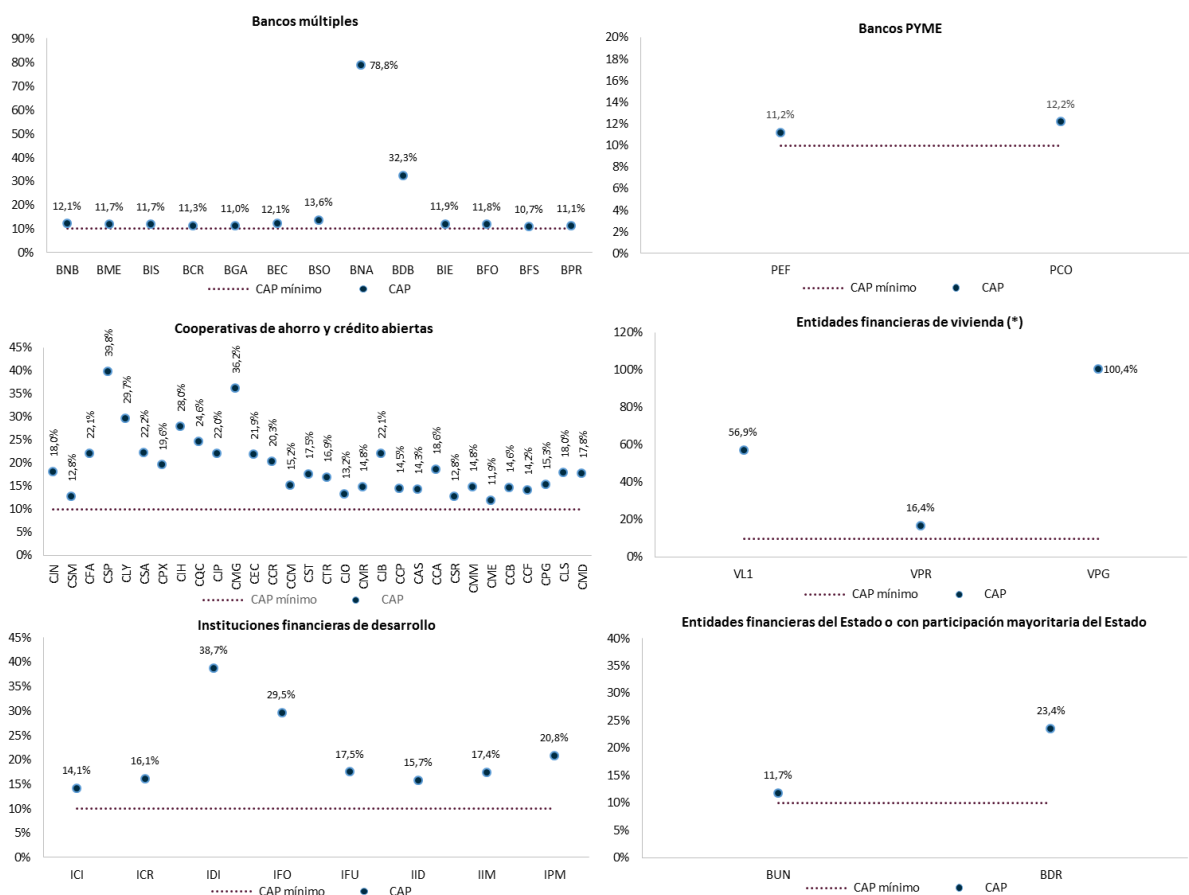 Bancos múltiples
90%
80%
70%
60%
50%
40%
30%
20%
10%
0%
12,1% 11,7% 11,7% 11,3% 11,0% 12,1% 13,6% 78,8% 32,3% 11,9% 11,8% 10,7% 11,1%
BNB BME BIS BCR BGA BEC BSO BNA BDB BIE BFO BFS BPR
CAP mínimo CAP
Bancos PYME
20%
18%
16%
14%
12%
10%
8%
6%
4%
2%
0%
11,2% 12,2%
PEF PCO
CAP mínimo CAP
Cooperativas de ahorro y crédito abiertas
45%
40%
35%
30%
25%
20%
15%
10%
5%
0%
18,0% 12,8% 22,1% 39,8% 29,7% 22,2% 19,6% 28,0% 24,6% 22,0% 36,2% 21,9% 20,3% 15,2% 17,5% 16,9% 13,2% 14,8% 22,1% 14,5% 14,3% 18,6% 12,8% 14,8% 11,9% 14,6% 14,2% 15,3% 18,0% 17,8%
CJN CSM CFA CSP CLY CSA CPX CIH CQC CJP CMG CEC CCR CCM CST CTR CJO CMR CJB CCP CAS CCA CSR CMM CME CCB CCF CPG CLS CMD
CAP mínimo CAP
Entidades financieras de vivienda (*)
120%
100%
80%
60%
40%
20%
0%
56,9% 16,4% 100,4%
VL1 VPR VPG
CAP mínimo CAP
Instituciones financieras de desarrollo
45%
40%
35%
30%
25%
20%
15%
10%
5%
0%
14,1% 16,1% 38,7% 29,5% 17,5% 15,7% 17,4% 20,8%
ICI ICR IDI IFO IFU IID IIM IPM
CAP mínimo CAP
Entidades financieras del Estado o con participación mayoritaria del Estado
40%
35%
30%
25%
20%
15%
10%
5%
0%
11,7% 23,4%
BUN BDR
CAP mínimo CAP